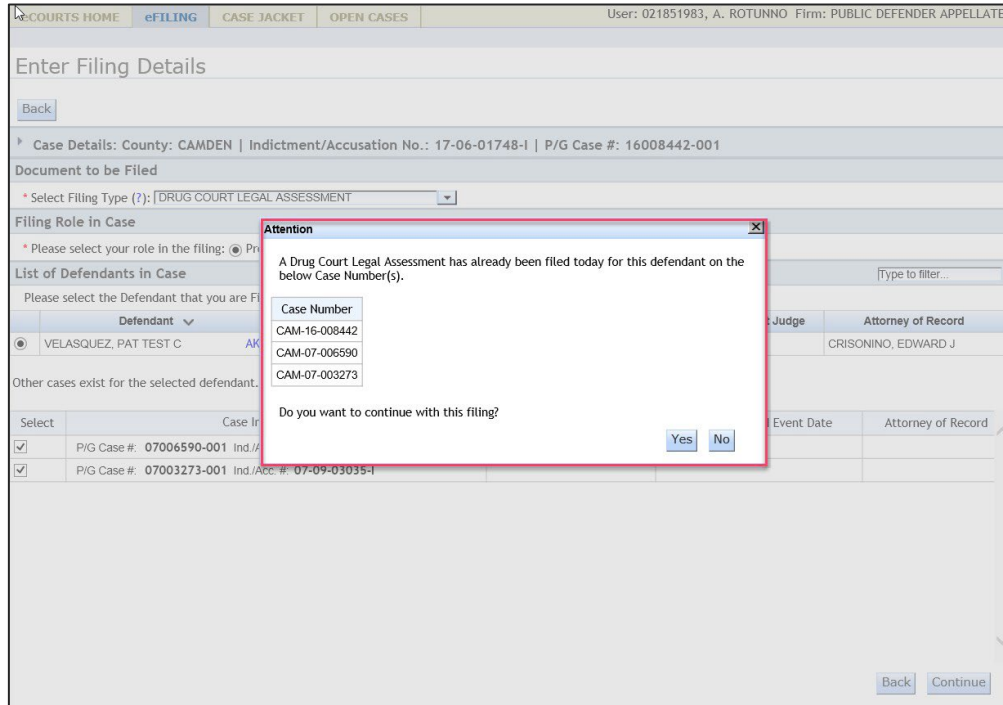 eCOURTS HOME eFILING CASE JACKET OPEN CASES User: 021851983, A. ROTUNNO Firm: PUBLIC DEFENDER APPELLATE
Enter Filing Details
Back
Case Details: County: CAMDEN | Indictment/Accusation No.: 17-06-01748-I | P/G Case #: 16008442-001
Document to be Filed
* Select Filing Type (?): DRUG COURT LEGAL ASSESSMENT
Filing Role in Case
* Please select your role in the filing:
List of Defendants in Case Type to filter...
Please select the Defendant that you are
Defendant Judge Attorney of Record
VELASQUEZ, PAT TEST C AK CRISONINO, EDWARD J
Other cases exist for the selected defendant.
Select Case Event Date Attorney of Record
P/G Case #: 07006590-001 Ind./A
P/G Case #: 07003273-001 Ind./Acc. #: 07-09-03035-I
Attention
A Drug Court Legal Assessment has already been filed today for this defendant on the
below Case Number(s).
Case Number
CAM-16-008442
CAM-07-006590
CAM-07-003273
Do you want to continue with this filing?
Yes No
Back Continue